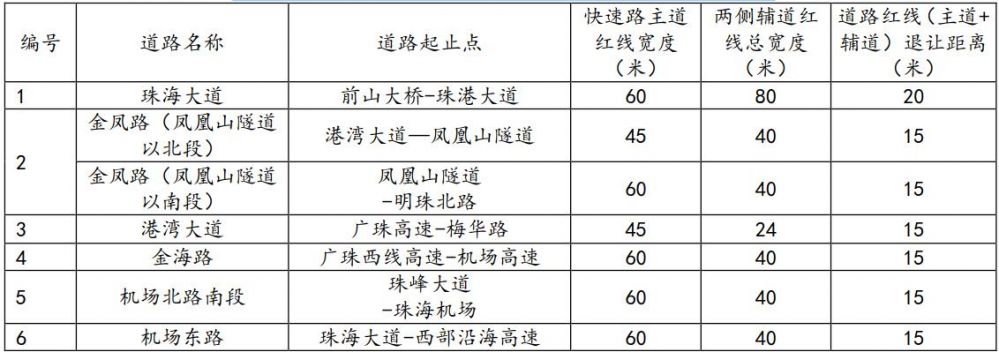 编号 道路名称 道路起止点 快速路主道红线宽度（米） 两侧辅道红线总宽度（米） 道路红线（主道+辅道）退让距离（米）
1 珠海大道 前山大桥-珠港大道 60 80 20
2 金凤路（凤凰山隧道以北段） 港湾大道—凤凰山隧道 45 40 15
金凤路（凤凰山隧道以南段） 凤凰山隧道-明珠北路 60 40 15
3 港湾大道 广珠高速-梅华路 45 24 15
4 金海路 广珠西线高速-机场高速 60 40 15
5 机场北路南段 珠峰大道-珠海机场 60 40 15
6 机场东路 珠海大道-西部沿海高速 60 40 15